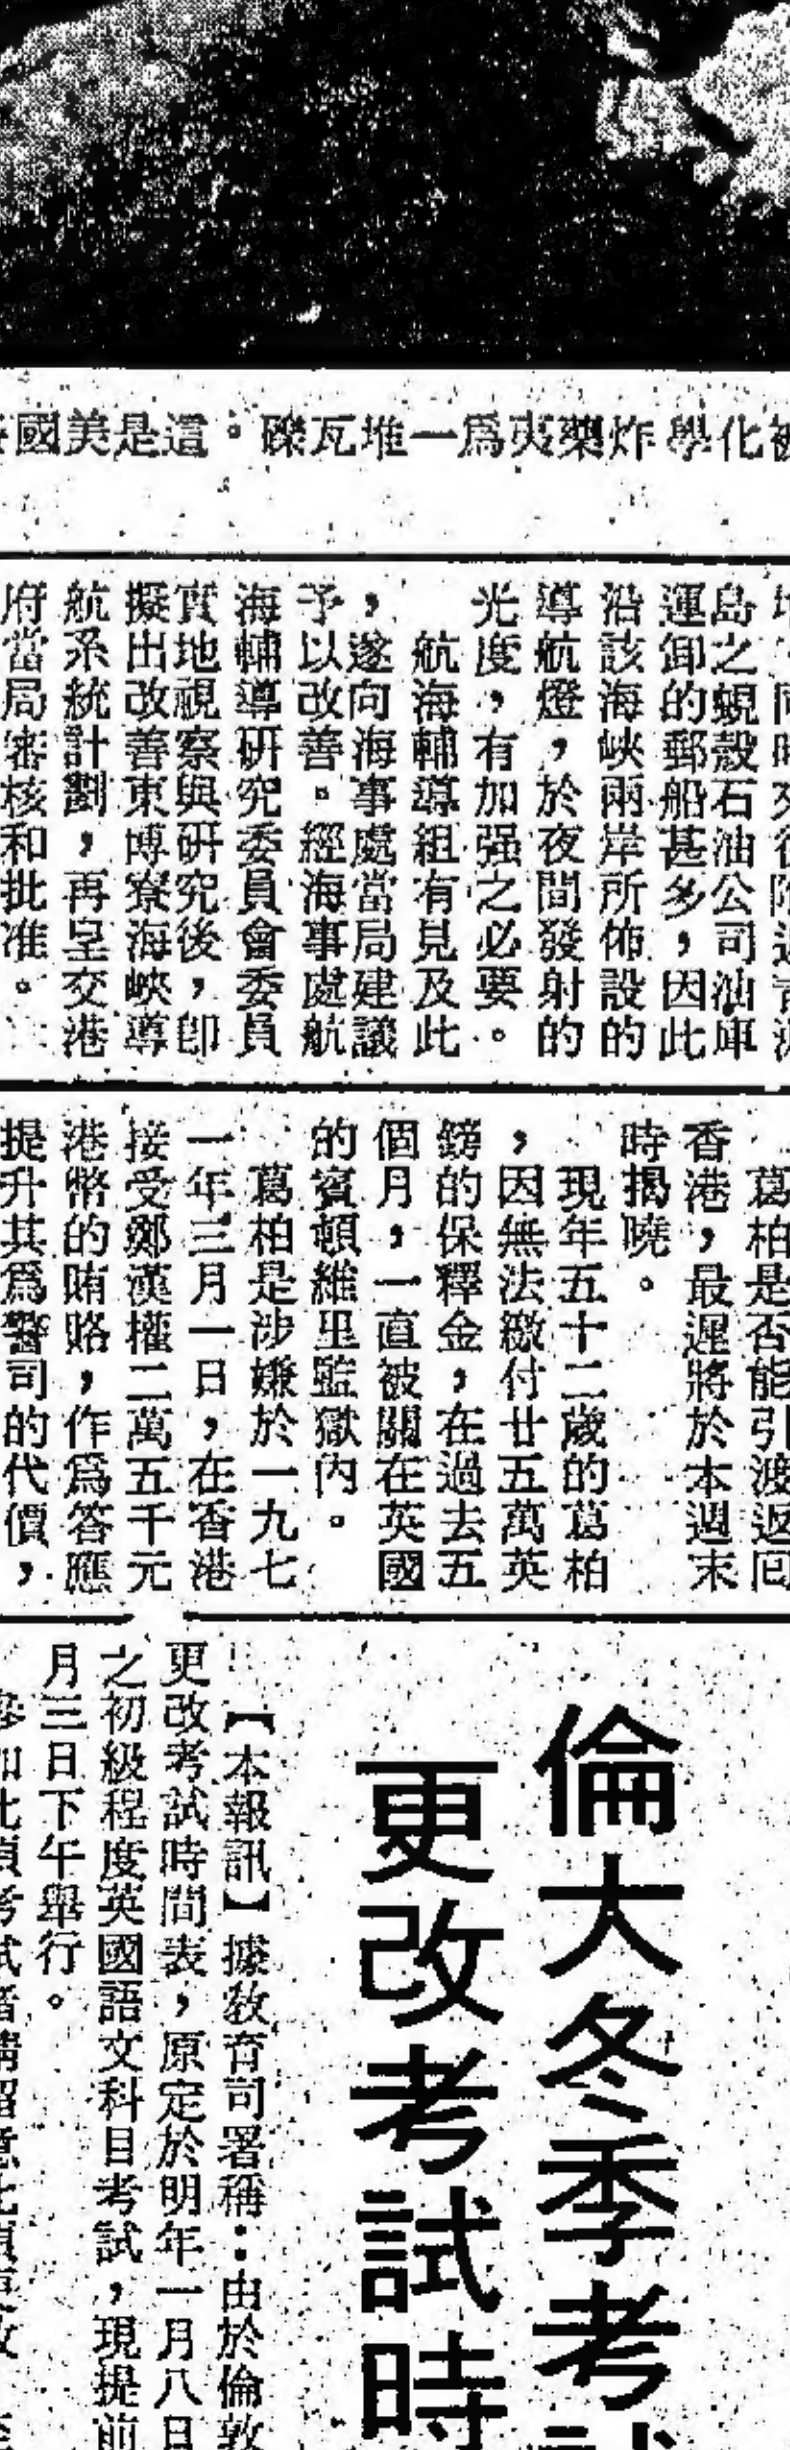 被化學炸藥夷爲一堆瓦礫。這是美國
島之蜆殼石油公司油庫
運卸的郵船甚多，因此
沿該海峽兩岸所佈設的
導航燈，於夜間發射的
光度，有加强之必要。
航海輔導組有見及此
，遂向海事處當局建議
予以改善。經海事處航
海輔導研究委員會委員
實地視察與研究後，即
擬出改善東博寮海峽導
航系統計劃，再呈交港
府當局審核和批准。
葛柏是否能引渡返回
香港，最遲將於本週末
時揭曉。
現年五十二歲的葛柏
，因無法繳付廿五萬英
鎊的保釋金，在過去五
個月，一直被關在英國
的賓頓維里監獄內。
葛柏是涉嫌於一九七
一年三月一日，在香港
接受鄭漢權二萬五千元
港幣的賄賂，作爲答應
提升其爲警司的代價，
倫大冬季考試
更改考試時
【本報訊】據敎育司署稱：由於倫敦
更改考試時間表，原定於明年一月八日
之初級程度英國語文科目考試，現提前
月三日下午舉行。